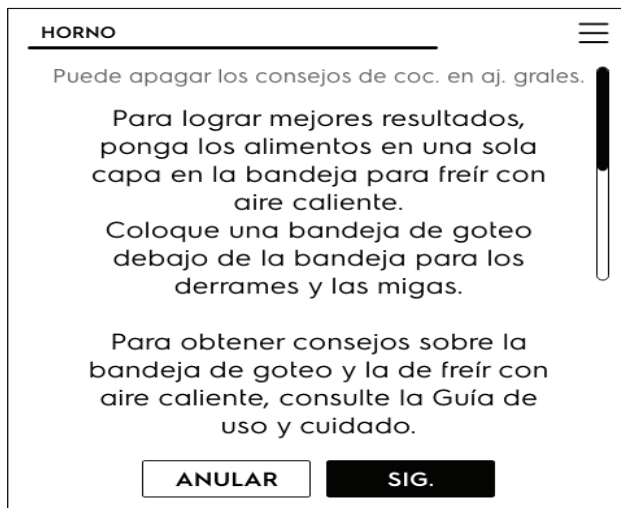 HORNO
Puede apagar los consejos de coc. en aj. grales.
Para lograr mejores resultados,
ponga los alimentos en una sola
capa en la bandeja para freír con
aire caliente.
Coloque una bandeja de goteo
debajo de la bandeja para los
derrames y las migas.
Para obtener consejos sobre la
bandeja de goteo y la de freír con
aire caliente, consulte la Guía de
uso y cuidado.
ANULAR
SIG.